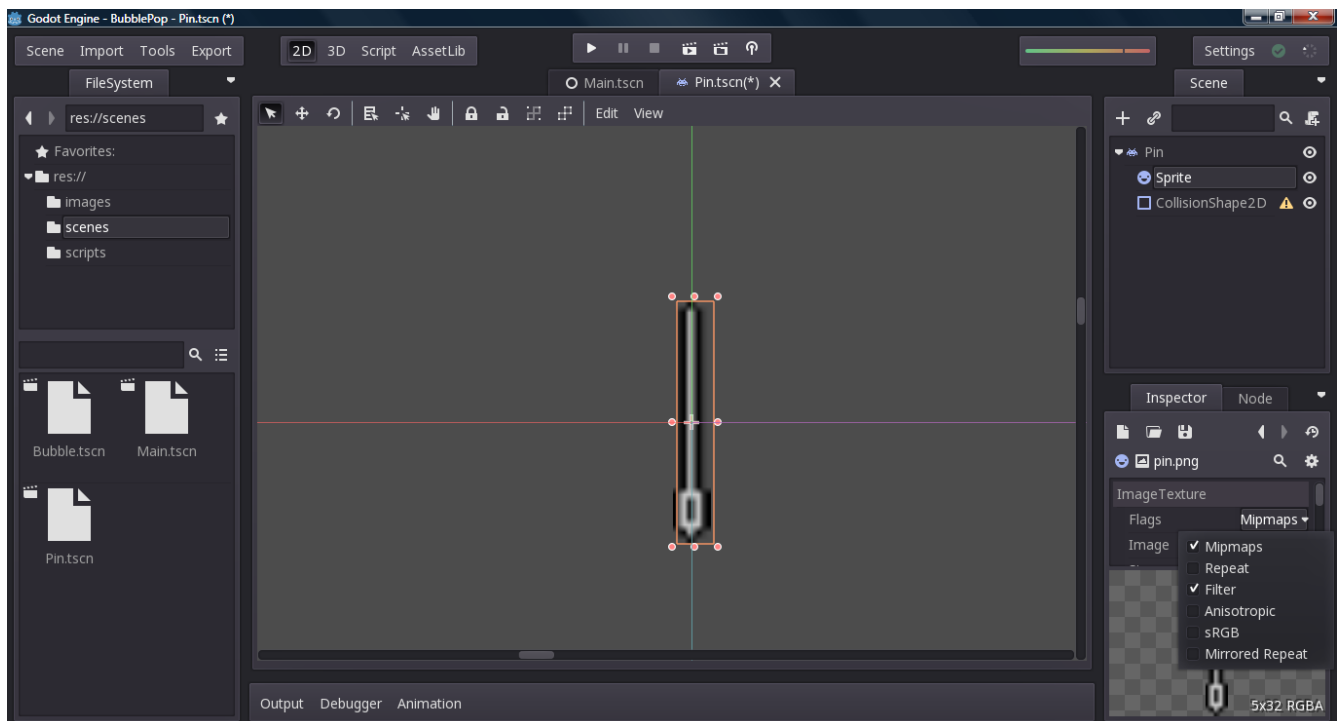 Godot Engine - BubblePop - Pin.tscn (*)
Scene Import Tools Export
2D 3D Script AssetLib
Settings
FileSystem
Main.tscn
Pin.tscn(*)
Scene
res://scenes
Edit View
Favorites:
res://
images
scenes
scripts
Pin
Sprite
CollisionShape2D
Bubble.tscn
Main.tscn
Pin.tscn
Inspector
Node
pin.png
ImageTexture
Flags Mipmaps
Image
Mipmaps
Repeat
Filter
Anisotropic
sRGB
Mirrored Repeat
5x32 RGBA
Output Debugger Animation